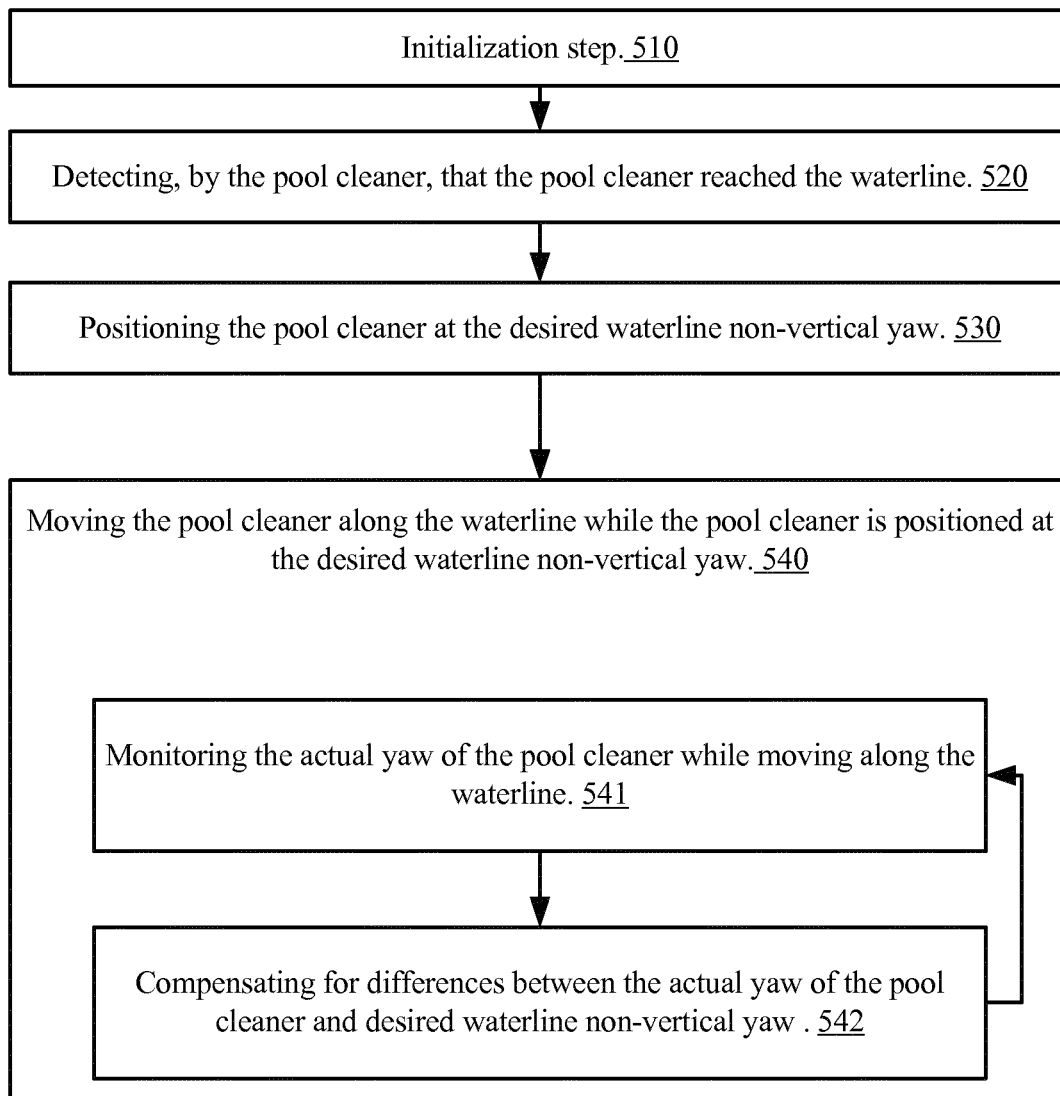 Initialization step. 510
Detecting, by the pool cleaner, that the pool cleaner reached the waterline. 520
Positioning the pool cleaner at the desired waterline non-vertical yaw. 530
Moving the pool cleaner along the waterline while the pool cleaner is positioned at
the desired waterline non-vertical yaw. 540
Monitoring the actual yaw of the pool cleaner while moving along the
waterline. 541
Compensating for differences between the actual yaw of the pool
cleaner and desired waterline non-vertical yaw . 542